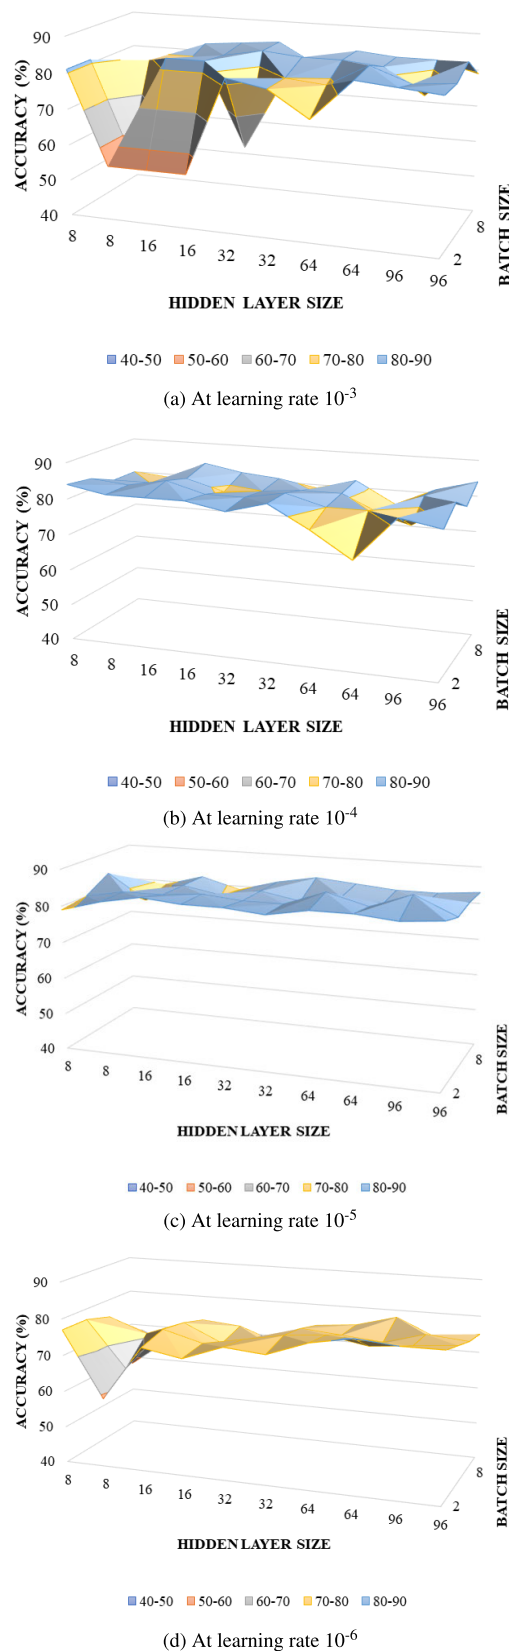 90
80
70
60
50
40
ACCURACY (%)
8 8 16 16 32 32 64 64 96 96
2
8
BATCH SIZE
HIDDEN LAYER SIZE
40-50 50-60 60-70 70-80 80-90
(a) At learning rate 10-3
90
80
70
60
50
40
ACCURACY (%)
8 8 16 16 32 32 64 64 96 96
2
8
BATCH SIZE
HIDDEN LAYER SIZE
40-50 50-60 60-70 70-80 80-90
(b) At learning rate 10-4
90
80
70
60
50
40
ACCURACY (%)
8 8 16 16 32 32 64 64 96 96
2
8
BATCH SIZE
HIDDEN LAYER SIZE
40-50 50-60 60-70 70-80 80-90
(c) At learning rate 10-5
90
80
70
60
50
40
ACCURACY (%)
8 8 16 16 32 32 64 64 96 96
2
8
BATCH SIZE
HIDDEN LAYER SIZE
40-50 50-60 60-70 70-80 80-90
(d) At learning rate 10-6